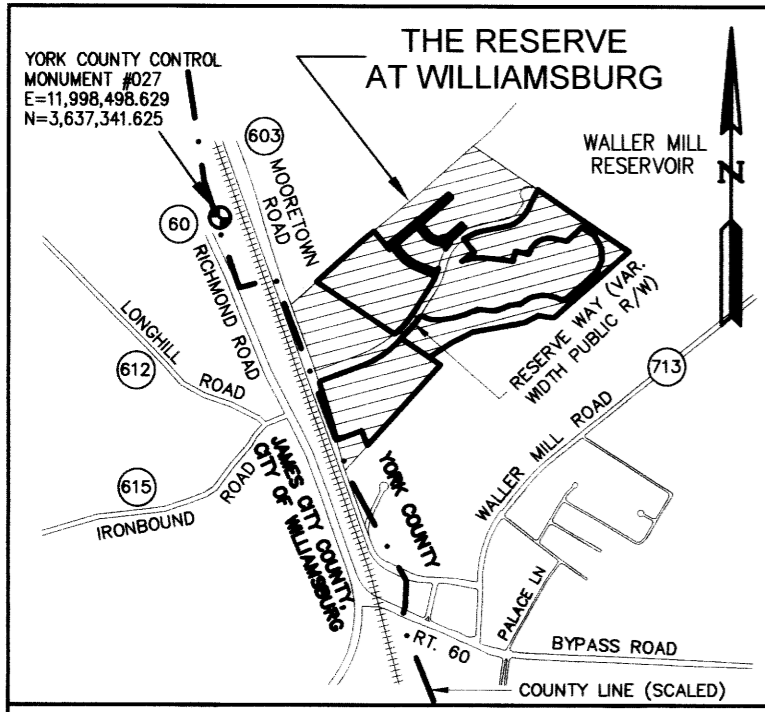 THE RESERVE
AT WILLIAMSBURG
YORK COUNTY CONTROL
MONUMENT #027
E=11,998,498.629
N=3,637,341.625
WALLER MILL
RESERVOIR
N
603
MOORETOWN
ROAD
60
RICHMOND ROAD
LONGHILL
ROAD
612
RESERVE WAY (VAR.
WIDTH PUBLIC R/W)
713
WALLER MILL ROAD
615
IRONBOUND
ROAD
JAMES CITY COUNTY,
CITY OF WILLIAMSBURG
YORK COUNTY
PALACE LN
RT. 60
BYPASS ROAD
COUNTY LINE (SCALED)